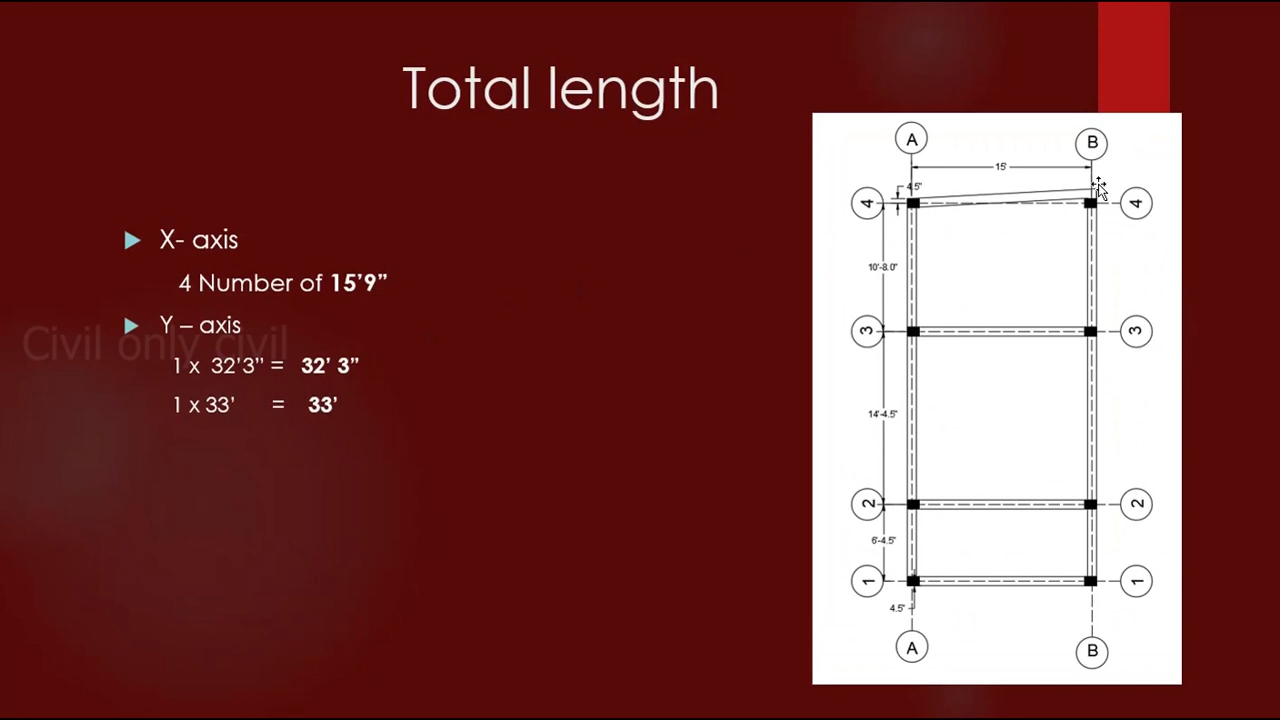 Total length
X- axis
4 Number of 15’9”
Y – axis
Civil only civil
1 x 32’3” = 32’ 3”
1 x 33’ = 33’
A
B
15'
4.5"
4
4
10'-8.0"
3
3
14'-4.5"
2
2
6'-4.5"
1
1
4.5"
A
B